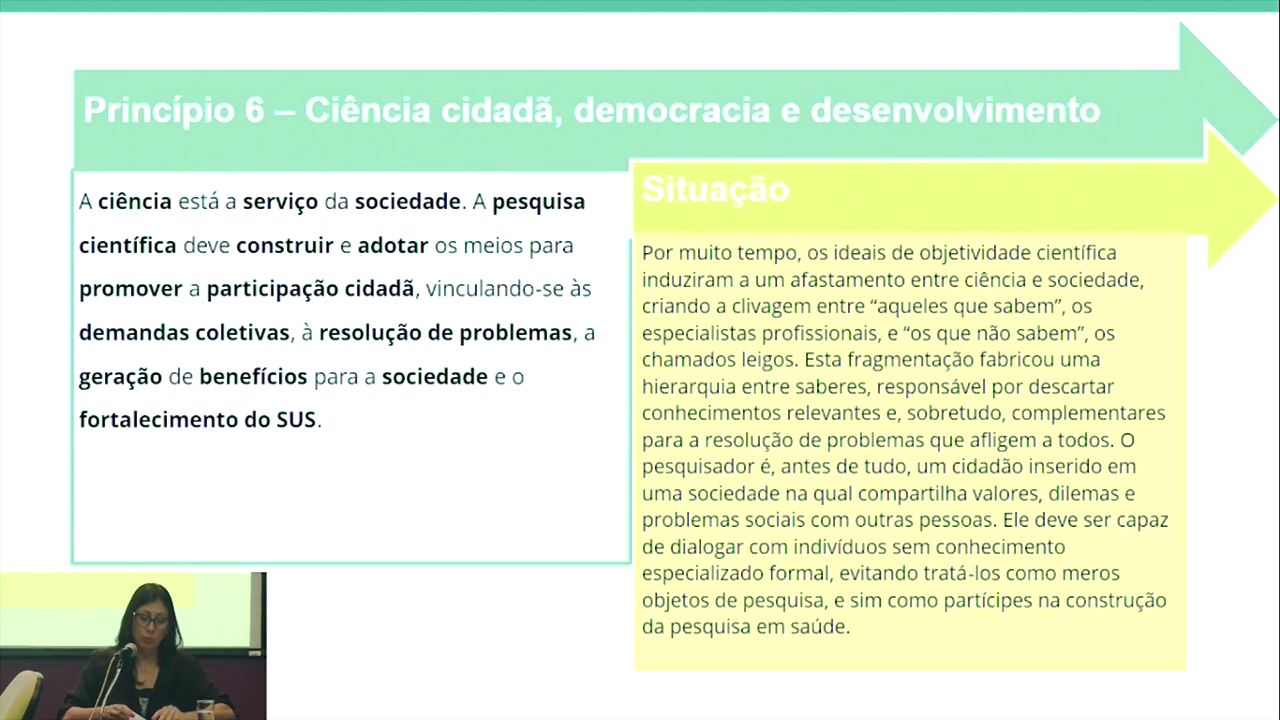 Princípio 6 – Ciência cidadã, democracia e desenvolvimento
A ciência está a serviço da sociedade. A pesquisa
científica deve construir e adotar os meios para
promover a participação cidadã, vinculando-se às
demandas coletivas, à resolução de problemas, a
geração de benefícios para a sociedade e o
fortalecimento do SUS.
Situação
Por muito tempo, os ideais de objetividade científica
induziram a um afastamento entre ciência e sociedade,
criando a clivagem entre “aqueles que sabem”, os
especialistas profissionais, e “os que não sabem”, os
chamados leigos. Esta fragmentação fabricou uma
hierarquia entre saberes, responsável por descartar
conhecimentos relevantes e, sobretudo, complementares
para a resolução de problemas que afligem a todos. O
pesquisador é, antes de tudo, um cidadão inserido em
uma sociedade na qual compartilha valores, dilemas e
problemas sociais com outras pessoas. Ele deve ser capaz
de dialogar com indivíduos sem conhecimento
especializado formal, evitando tratá-los como meros
objetos de pesquisa, e sim como partícipes na construção
da pesquisa em saúde.